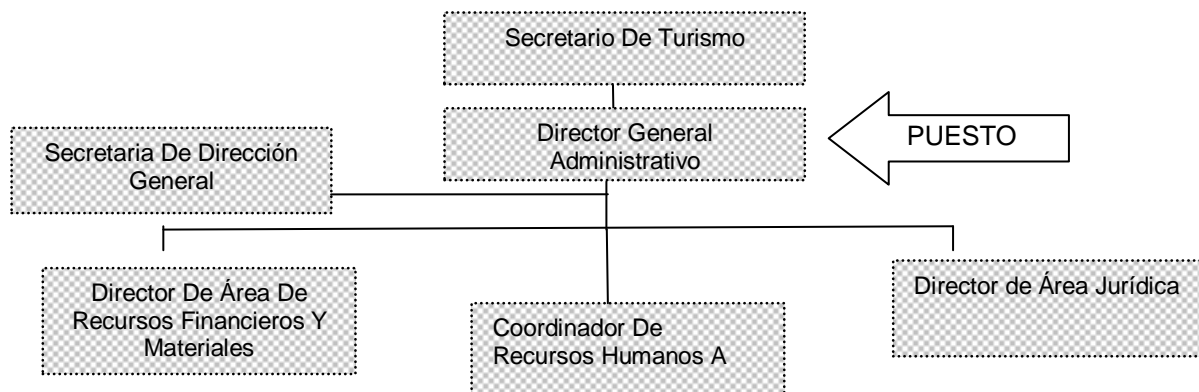 Secretario De Turismo
Director General
Administrativo
PUESTO
Secretaria De Dirección
General
Director De Área De
Recursos Financieros Y
Materiales
Coordinador De
Recursos Humanos A
Director de Área Jurídica